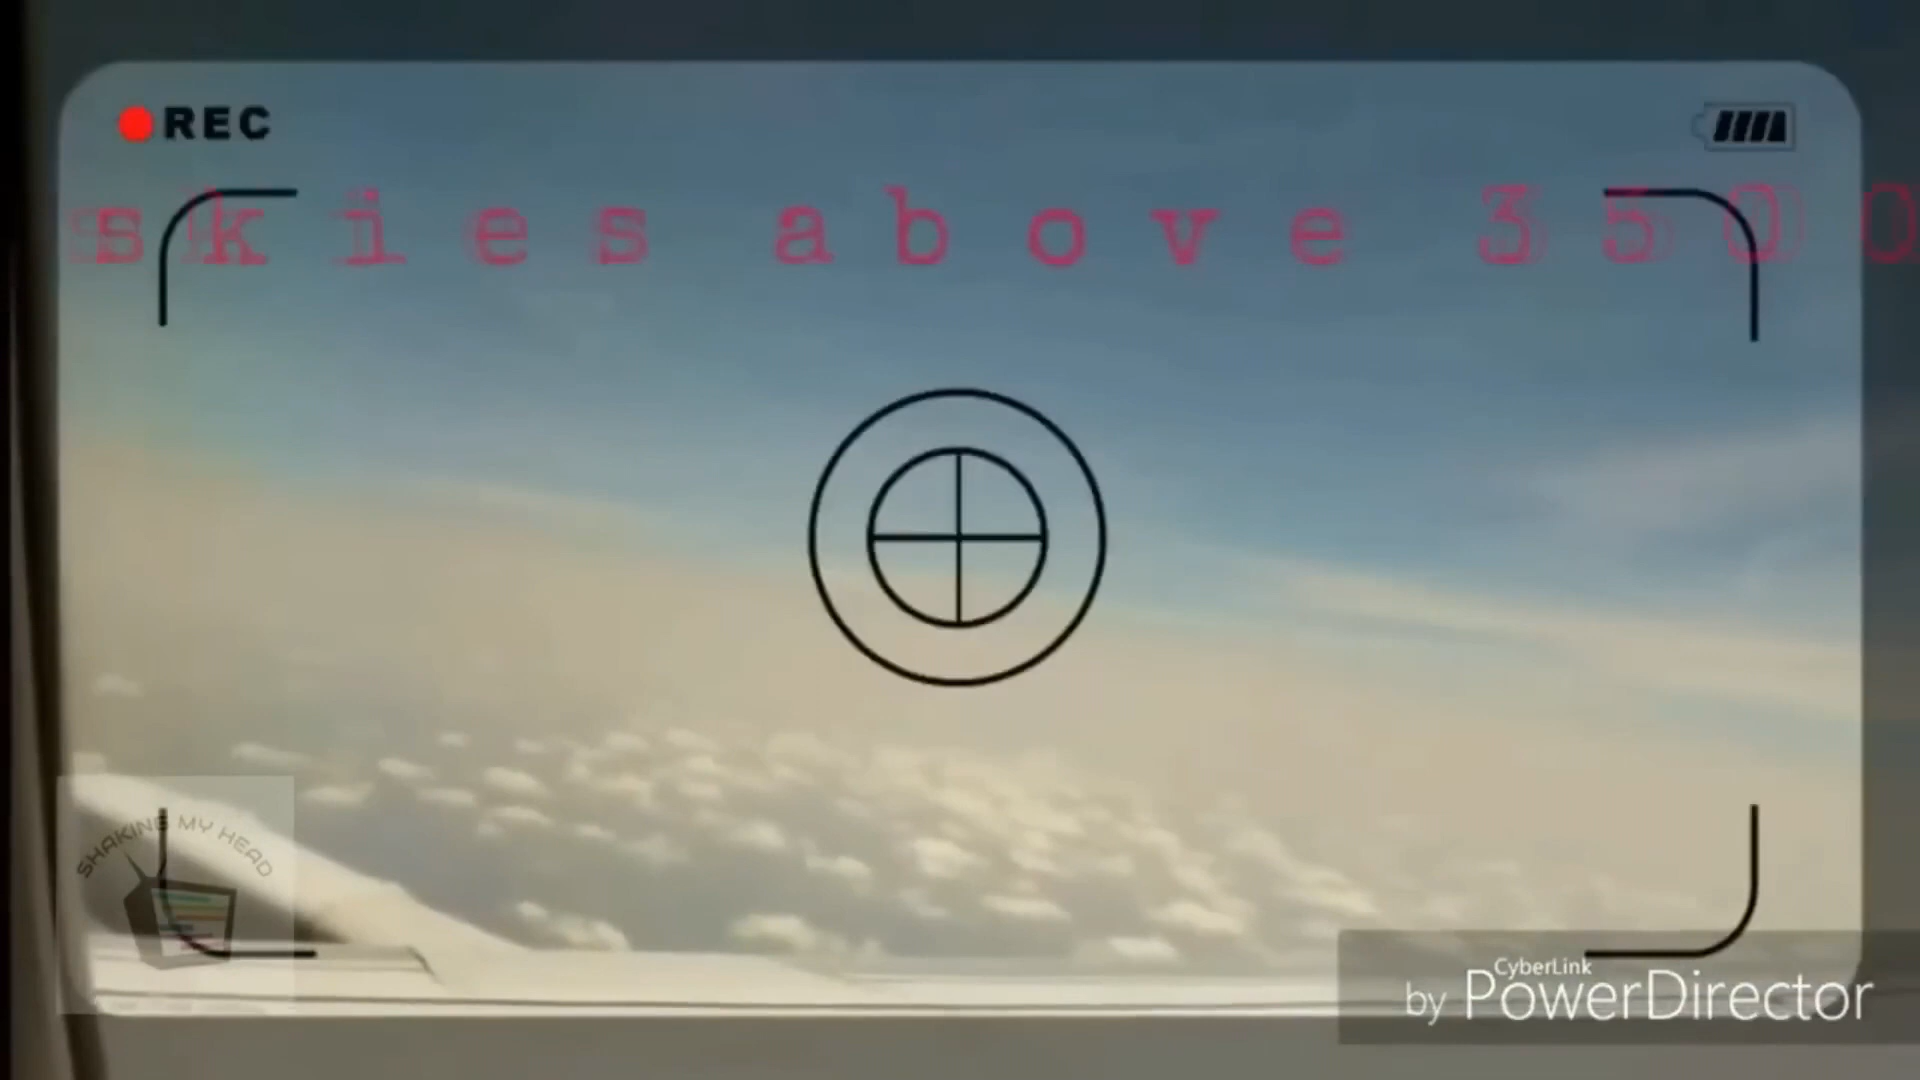 REC
skies above 3500
SHAKING MY HEAD
CyberLink
by PowerDirector